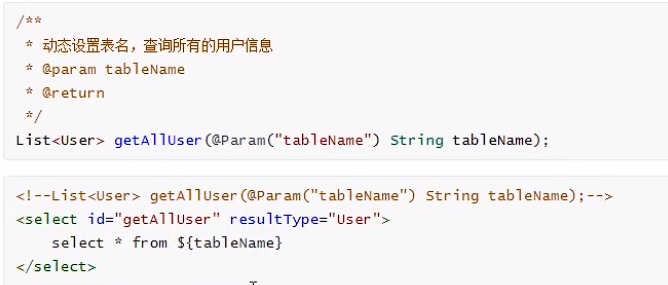 /**
* 动态设置表名，查询所有的用户信息
* @param tableName
* @return
*/
List<User> getAllUser(@Param("tableName") String tableName);
<!--List<User> getAllUser(@Param("tableName") String tableName);-->
<select id="getAllUser" resultType="User">
select * from ${tableName}
</select>